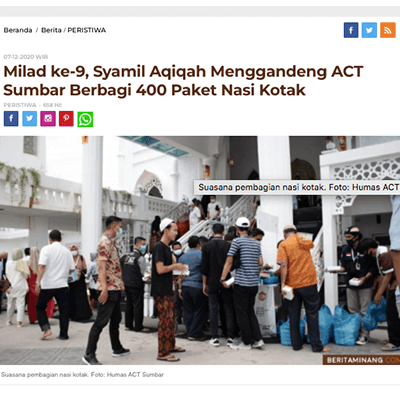 Beranda / Berita / PERISTIWA
07-12-2020 WIB
Milad ke-9, Syamil Aqiqah Menggandeng ACT
Sumbar Berbagi 400 Paket Nasi Kotak
PERISTIWA - 658 hit
Suasana pembagian nasi kotak. Foto: Humas ACT
BERITAMINANG.COM
Suasana pembagian nasi kotak. Foto: Humas ACT Sumbar